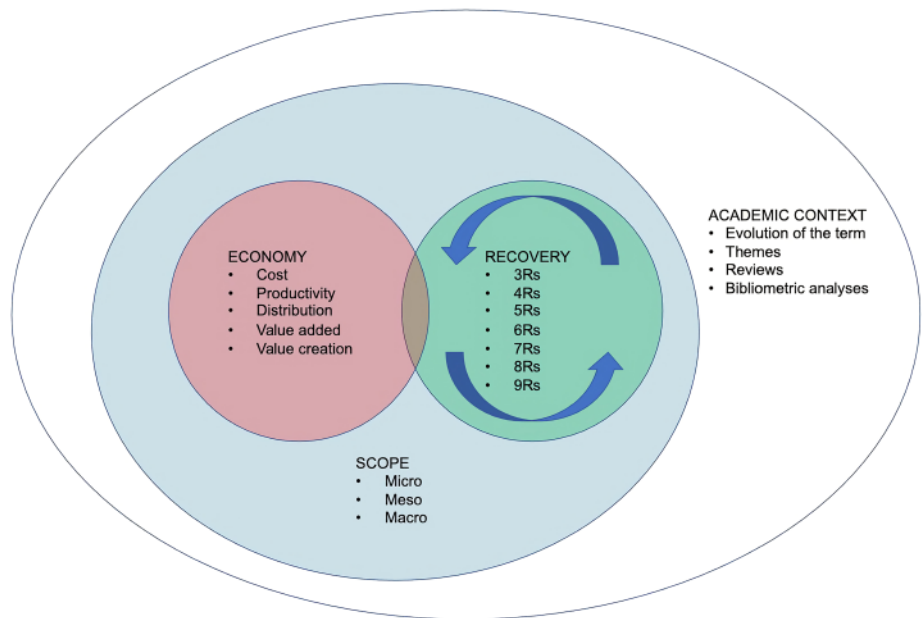 ECONOMY
• Cost
• Productivity
• Distribution
• Value added
• Value creation
RECOVERY
• 3Rs
• 4Rs
• 5Rs
• 6Rs
• 7Rs
• 8Rs
• 9Rs
ACADEMIC CONTEXT
• Evolution of the term
• Themes
• Reviews
• Bibliometric analyses
SCOPE
• Micro
• Meso
• Macro